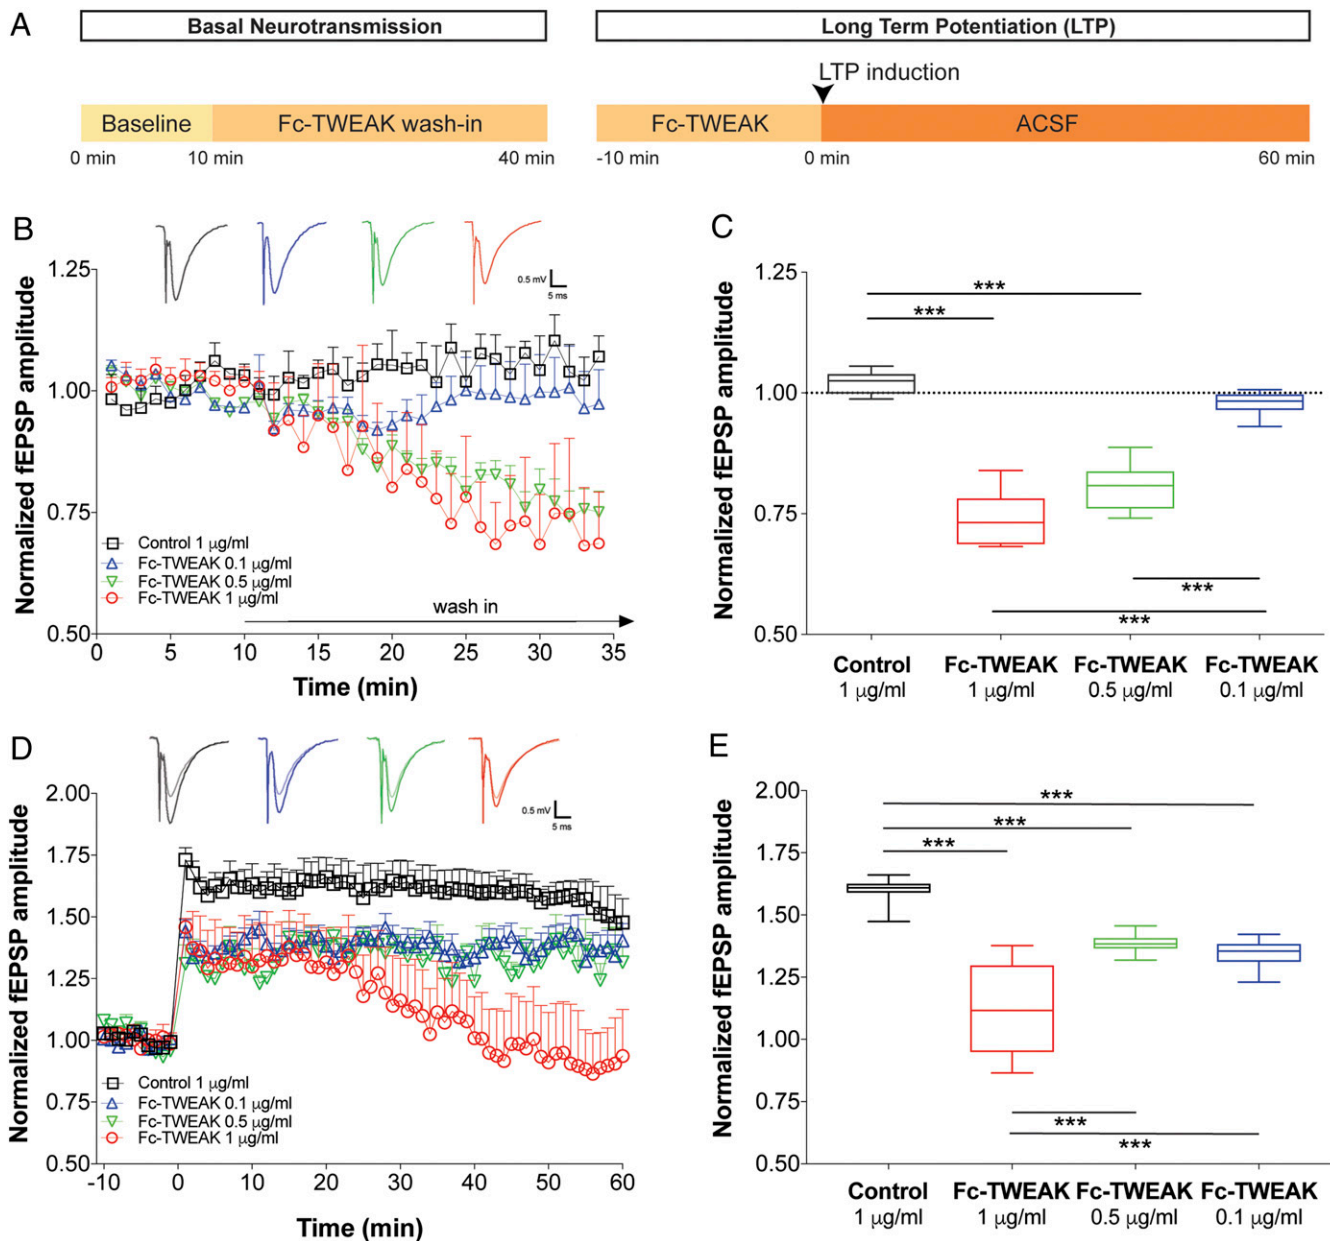 A
Basal Neurotransmission
Long Term Potentiation (LTP)
LTP induction
Baseline
Fc-TWEAK wash-in
Fc-TWEAK
ACSF
0 min
10 min
40 min
-10 min
0 min
60 min
B
Normalized fEPSP amplitude
1.25
1.00
0.75
0.50
0.5 mV
5 ms
Control 1 μg/ml
Fc-TWEAK 0.1 μg/ml
Fc-TWEAK 0.5 μg/ml
Fc-TWEAK 1 μg/ml
wash in
0 5 10 15 20 25 30 35
Time (min)
C
Normalized fEPSP amplitude
1.25
1.00
0.75
0.50
***
***
***
***
Control Fc-TWEAK Fc-TWEAK Fc-TWEAK
1 μg/ml 1 μg/ml 0.5 μg/ml 0.1 μg/ml
D
Normalized fEPSP amplitude
2.00
1.75
1.50
1.25
1.00
0.75
0.50
0.5 mV
5 ms
Control 1 μg/ml
Fc-TWEAK 0.1 μg/ml
Fc-TWEAK 0.5 μg/ml
Fc-TWEAK 1 μg/ml
-10 0 10 20 30 40 50 60
Time (min)
E
Normalized fEPSP amplitude
2.00
1.75
1.50
1.25
1.00
0.75
0.50
***
***
***
***
***
Control Fc-TWEAK Fc-TWEAK Fc-TWEAK
1 μg/ml 1 μg/ml 0.5 μg/ml 0.1 μg/ml